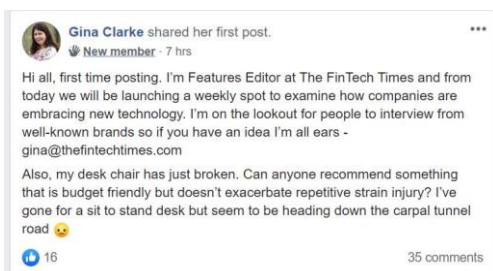 Gina Clarke shared her first post.
New member · 7 hrs
Hi all, first time posting. I'm Features Editor at The FinTech Times and from
today we will be launching a weekly spot to examine how companies are
embracing new technology. I'm on the lookout for people to interview from
well-known brands so if you have an idea I'm all ears -
gina@thefintechtimes.com
Also, my desk chair has just broken. Can anyone recommend something
that is budget friendly but doesn't exacerbate repetitive strain injury? I've
gone for a sit to stand desk but seem to be heading down the carpal tunnel
road 😟
16 35 comments